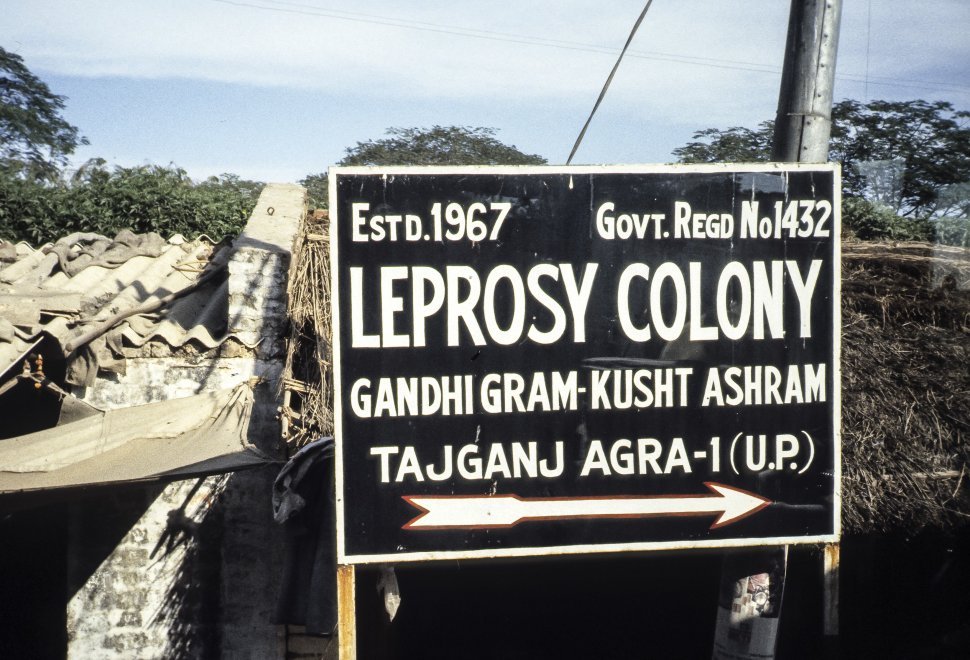 ESTD.1967 GOVT. REGD NO1432
LEPROSY COLONY
GANDHI GRAM-KUSHT ASHRAM
TAJGANJ AGRA-1 (U.P.)